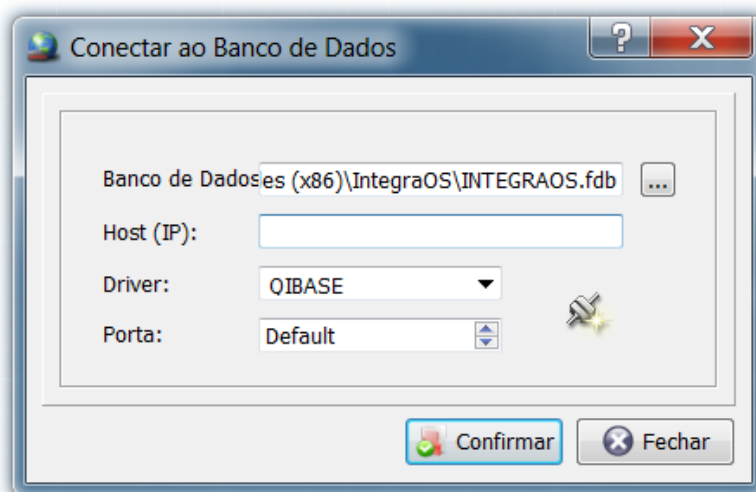 Conectar ao Banco de Dados
Banco de Dados es (x86)\IntegraOS\INTEGRAOS.fdb ...
Host (IP):
Driver: QIBASE
Porta: Default
Confirmar Fechar